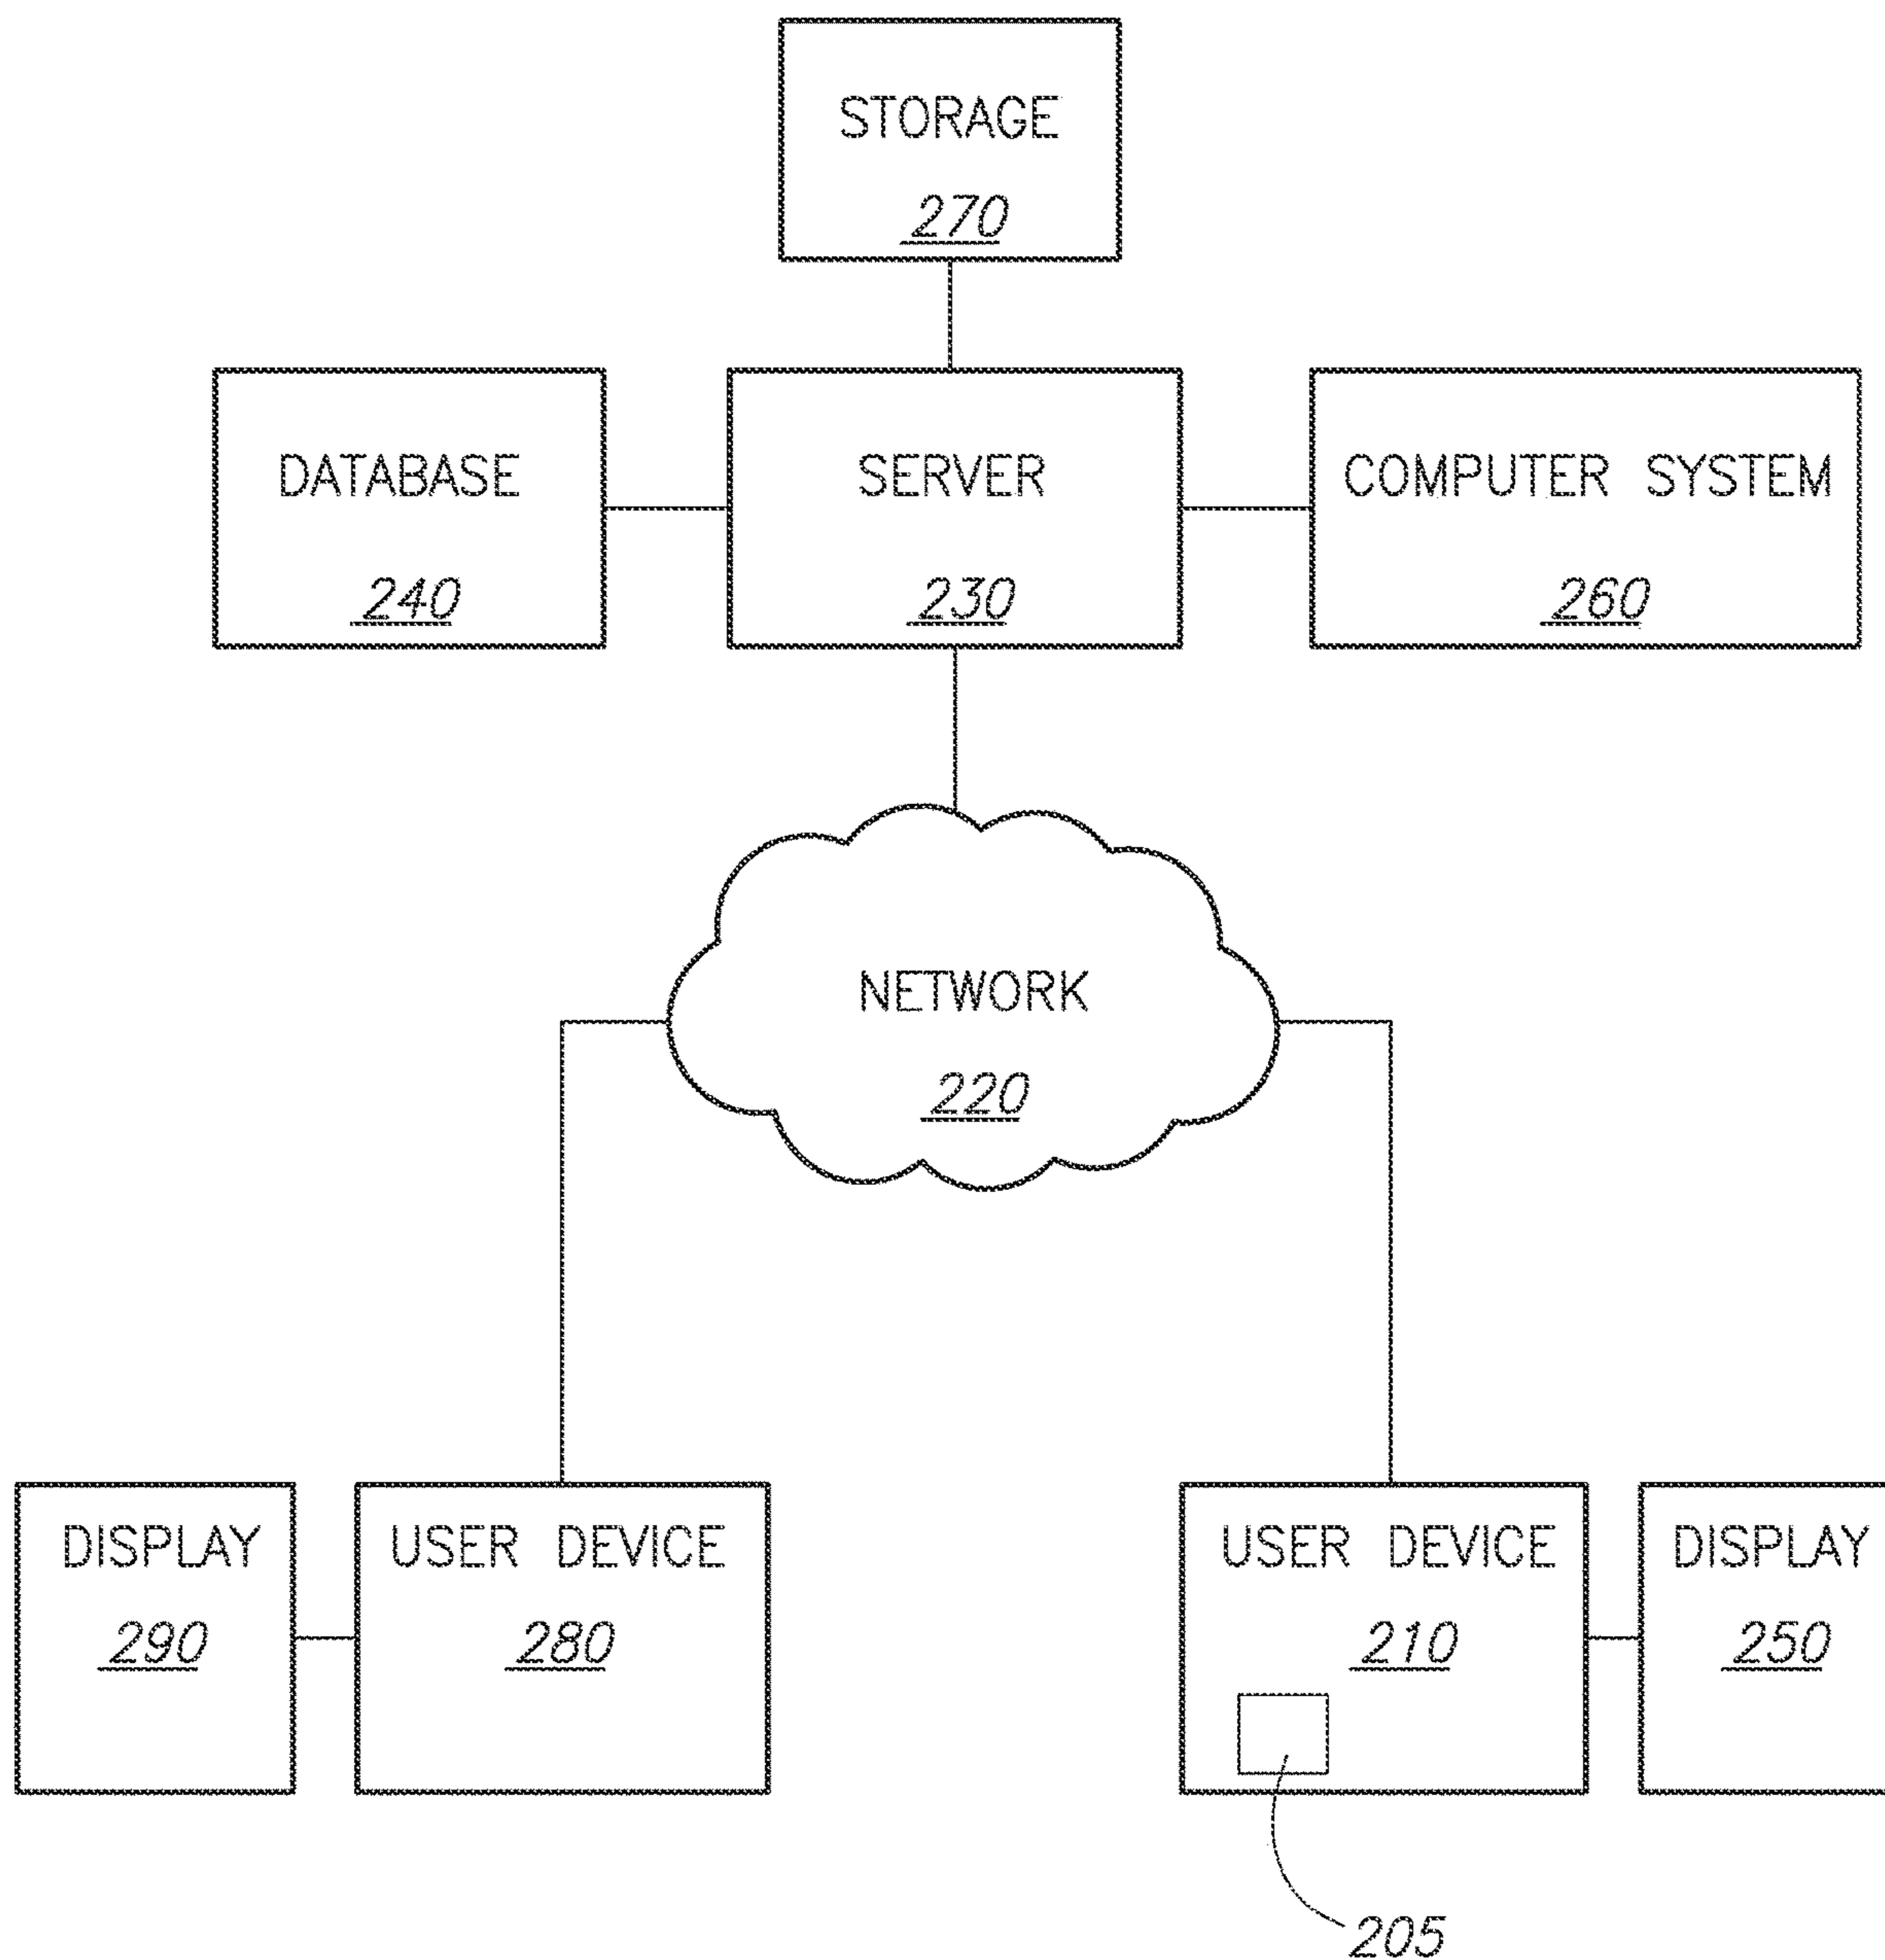 STORAGE
270
DATABASE
240
SERVER
230
COMPUTER SYSTEM
260
NETWORK
220
DISPLAY
290
USER DEVICE
280
USER DEVICE
210
DISPLAY
250
205